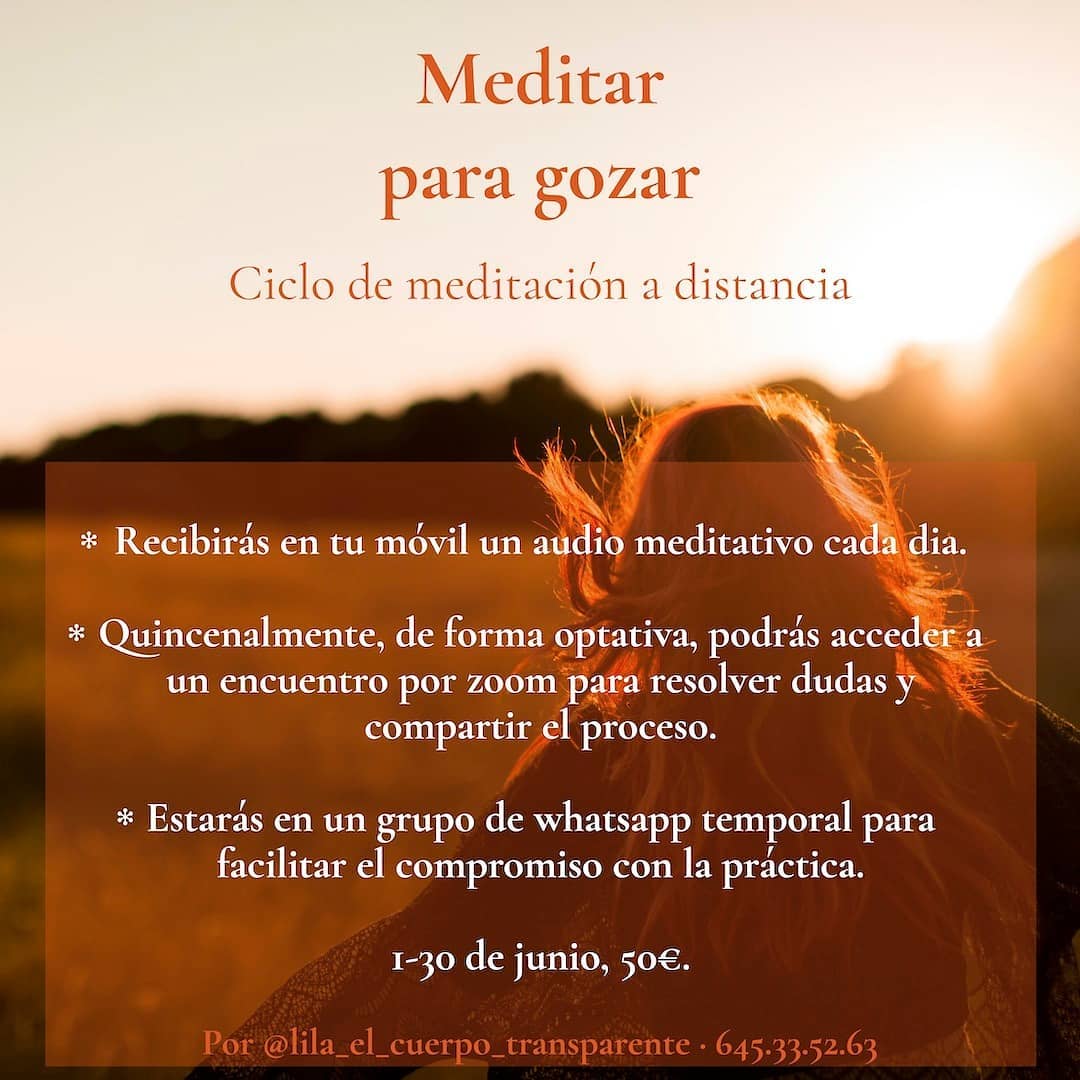 Meditar
para gozar
Ciclo de meditación a distancia
* Recibirás en tu móvil un audio meditativo cada dia.
* Quincenalmente, de forma optativa, podrás acceder a
un encuentro por zoom para resolver dudas y
compartir el proceso.
* Estarás en un grupo de whatsapp temporal para
facilitar el compromiso con la práctica.
1-30 de junio, 50€.
Por @lila_el_cuerpo_transparente · 645.33.52.63